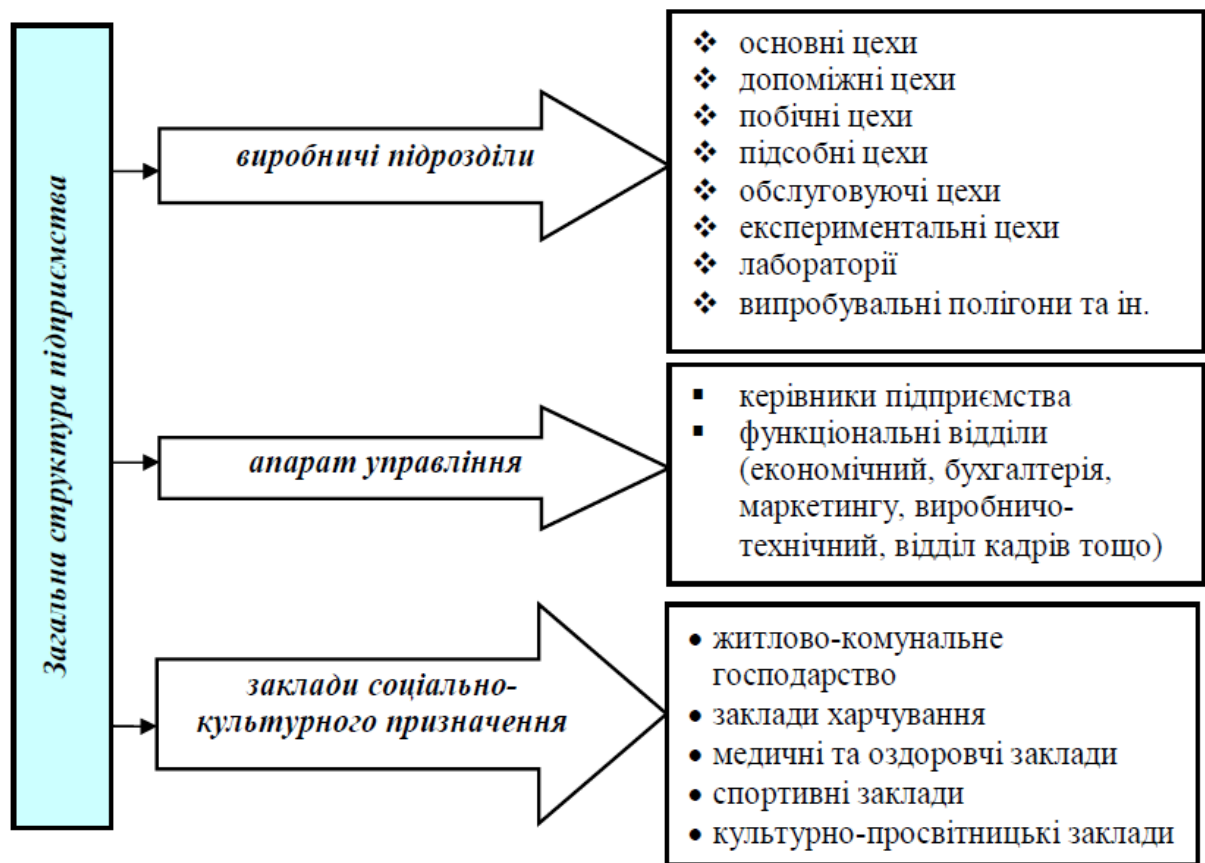 Загальна структура підприємства
виробничі підрозділи
❖ основні цехи
❖ допоміжні цехи
❖ побічні цехи
❖ підсобні цехи
❖ обслуговуючі цехи
❖ експериментальні цехи
❖ лабораторії
❖ випробувальні полігони та ін.
апарат управління
▪ керівники підприємства
▪ функціональні відділи
(економічний, бухгалтерія,
маркетингу, виробничо-
технічний, відділ кадрів тощо)
заклади соціально-
культурного призначення
• житлово-комунальне
господарство
• заклади харчування
• медичні та оздоровчі заклади
• спортивні заклади
• культурно-просвітницькі заклади